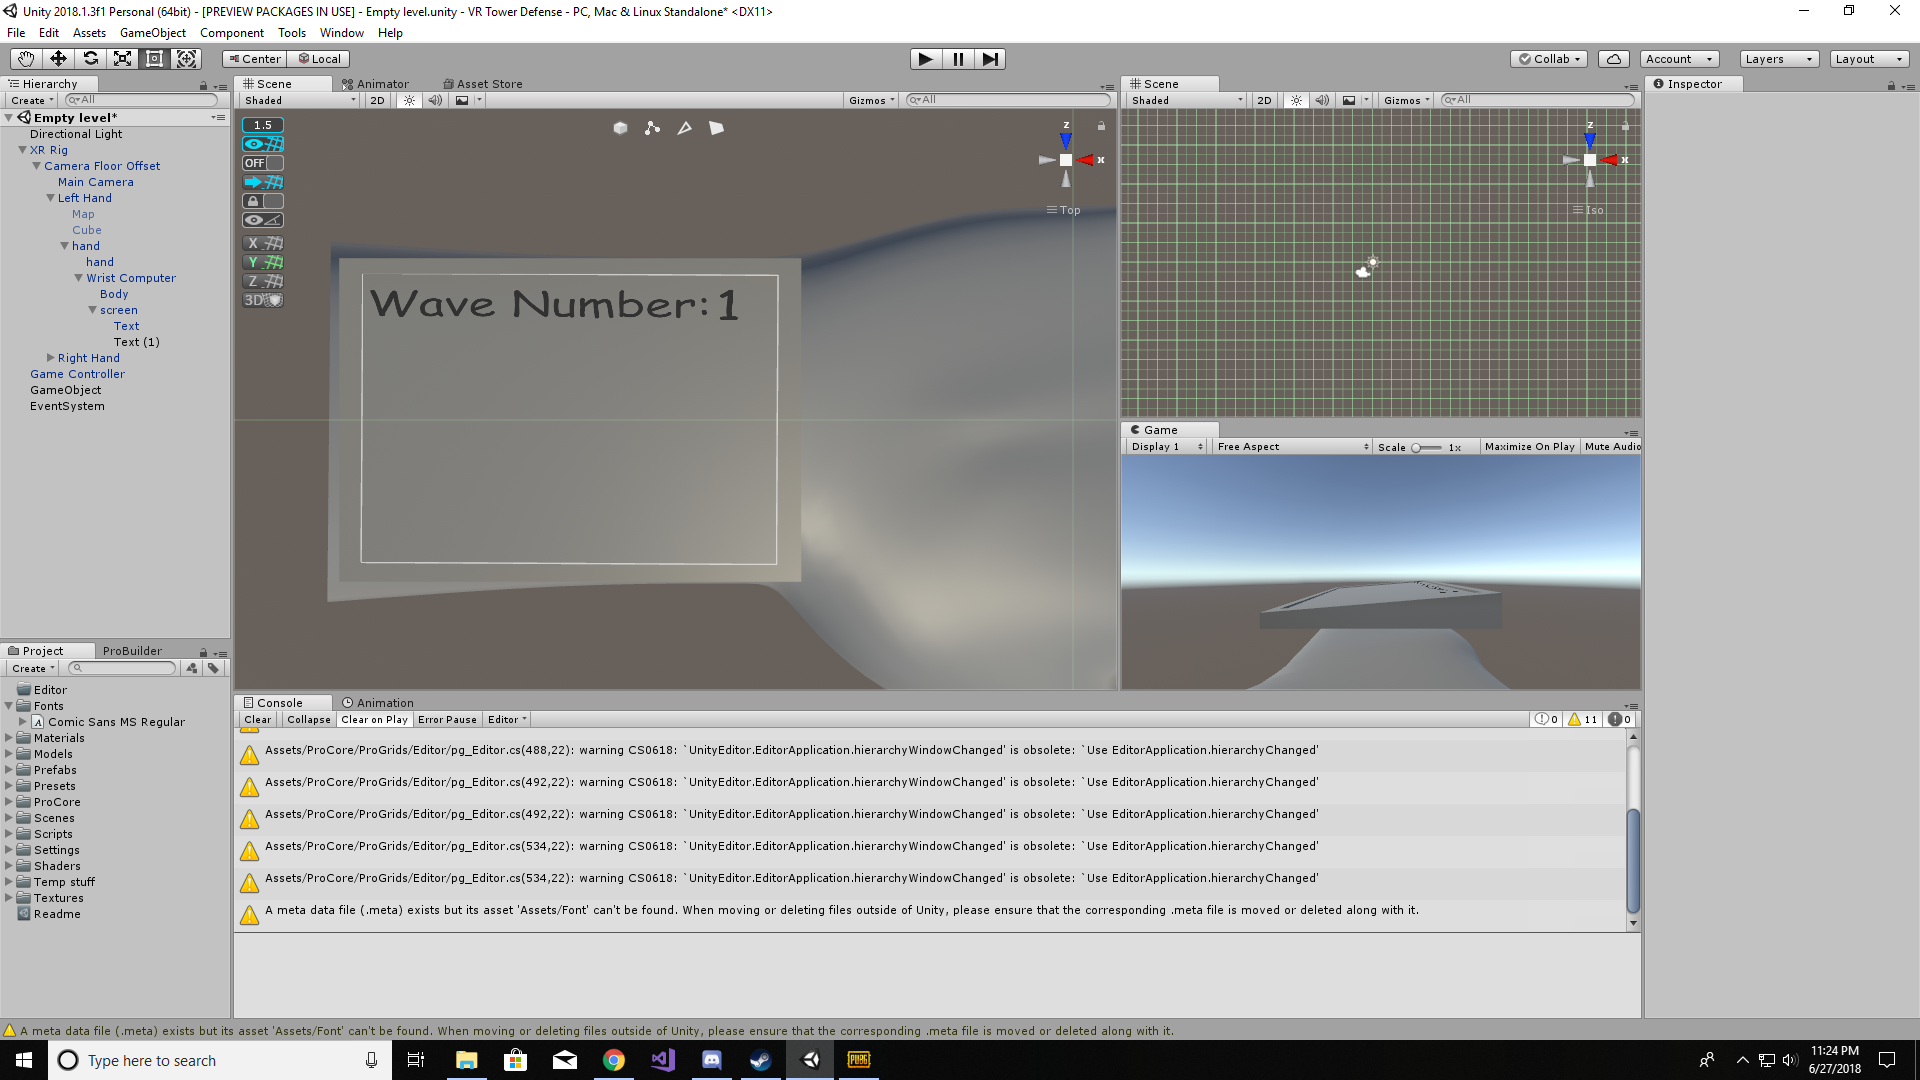 Unity 2018.1.3f1 Personal (64bit) - [PREVIEW PACKAGES IN USE] - Empty level.unity - VR Tower Defense - PC, Mac & Linux Standalone* <DX11>
File Edit Assets GameObject Component Tools Window Help
Center Local Collab Account Layers Layout
Hierarchy
Create All
Empty level*
Directional Light
XR Rig
Camera Floor Offset
Main Camera
Left Hand
Map
Cube
hand
hand
Wrist Computer
Body
screen
Text
Text (1)
Right Hand
Game Controller
GameObject
EventSystem
Scene Animator Asset Store
Shaded 2D Gizmos All
1.5
OFF
X
Y
Z
3D
z
x
Top
Wave Number:1
Scene
Shaded 2D Gizmos All
z
x
Iso
Game
Display 1 Free Aspect Scale 1x Maximize On Play Mute Audio
Inspector
Project ProBuilder
Create
Editor
Fonts
Comic Sans MS Regular
Materials
Models
Prefabs
Presets
ProCore
Scenes
Scripts
Settings
Shaders
Temp stuff
Textures
Readme
Console Animation
Clear Collapse Clear on Play Error Pause Editor 0 11 0
Assets/ProCore/ProGrids/Editor/pg_Editor.cs(488,22): warning CS0618: `UnityEditor.EditorApplication.hierarchyWindowChanged' is obsolete: `Use EditorApplication.hierarchyChanged'
Assets/ProCore/ProGrids/Editor/pg_Editor.cs(492,22): warning CS0618: `UnityEditor.EditorApplication.hierarchyWindowChanged' is obsolete: `Use EditorApplication.hierarchyChanged'
Assets/ProCore/ProGrids/Editor/pg_Editor.cs(492,22): warning CS0618: `UnityEditor.EditorApplication.hierarchyWindowChanged' is obsolete: `Use EditorApplication.hierarchyChanged'
Assets/ProCore/ProGrids/Editor/pg_Editor.cs(534,22): warning CS0618: `UnityEditor.EditorApplication.hierarchyWindowChanged' is obsolete: `Use EditorApplication.hierarchyChanged'
Assets/ProCore/ProGrids/Editor/pg_Editor.cs(534,22): warning CS0618: `UnityEditor.EditorApplication.hierarchyWindowChanged' is obsolete: `Use EditorApplication.hierarchyChanged'
A meta data file (.meta) exists but its asset 'Assets/Font' can't be found. When moving or deleting files outside of Unity, please ensure that the corresponding .meta file is moved or deleted along with it.
A meta data file (.meta) exists but its asset 'Assets/Font' can't be found. When moving or deleting files outside of Unity, please ensure that the corresponding .meta file is moved or deleted along with it.
Type here to search
PUBG
11:24 PM
6/27/2018